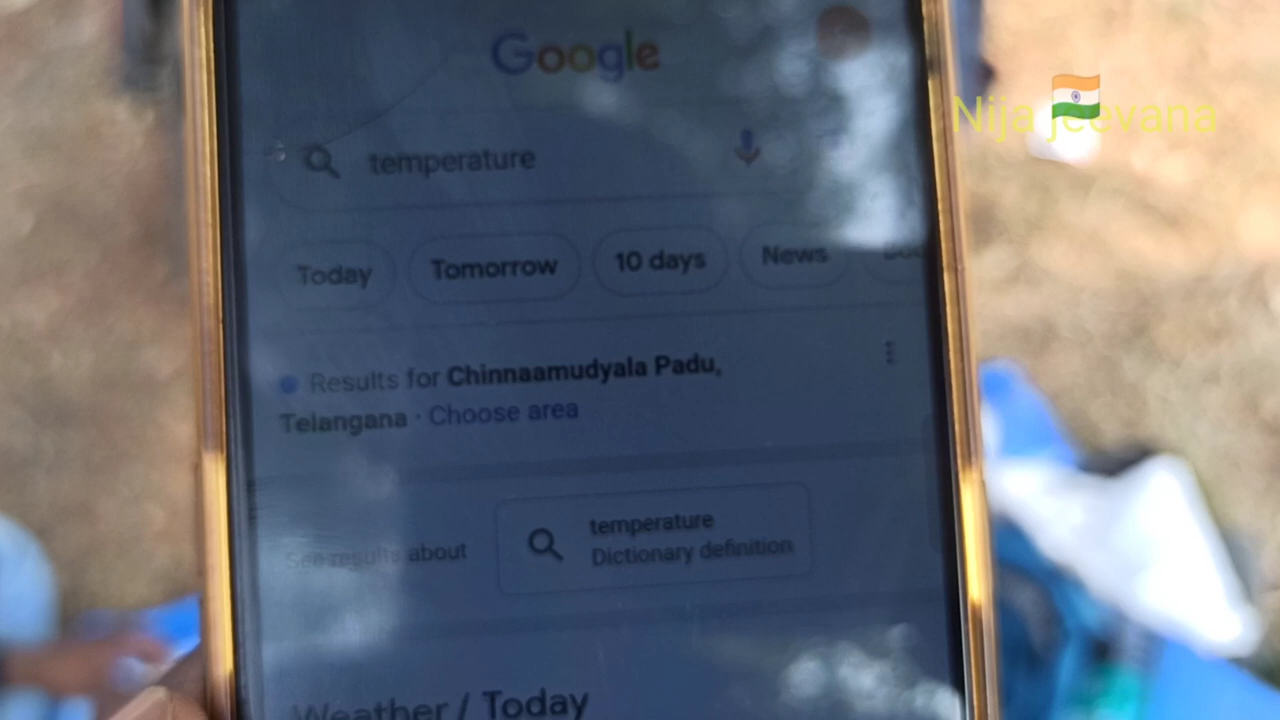 Google
Nija jeevana
temperature
Today Tomorrow 10 days News
Results for Chinnaamudyala Padu,
Telangana · Choose area
See results about
temperature
Dictionary definition
Weather / Today